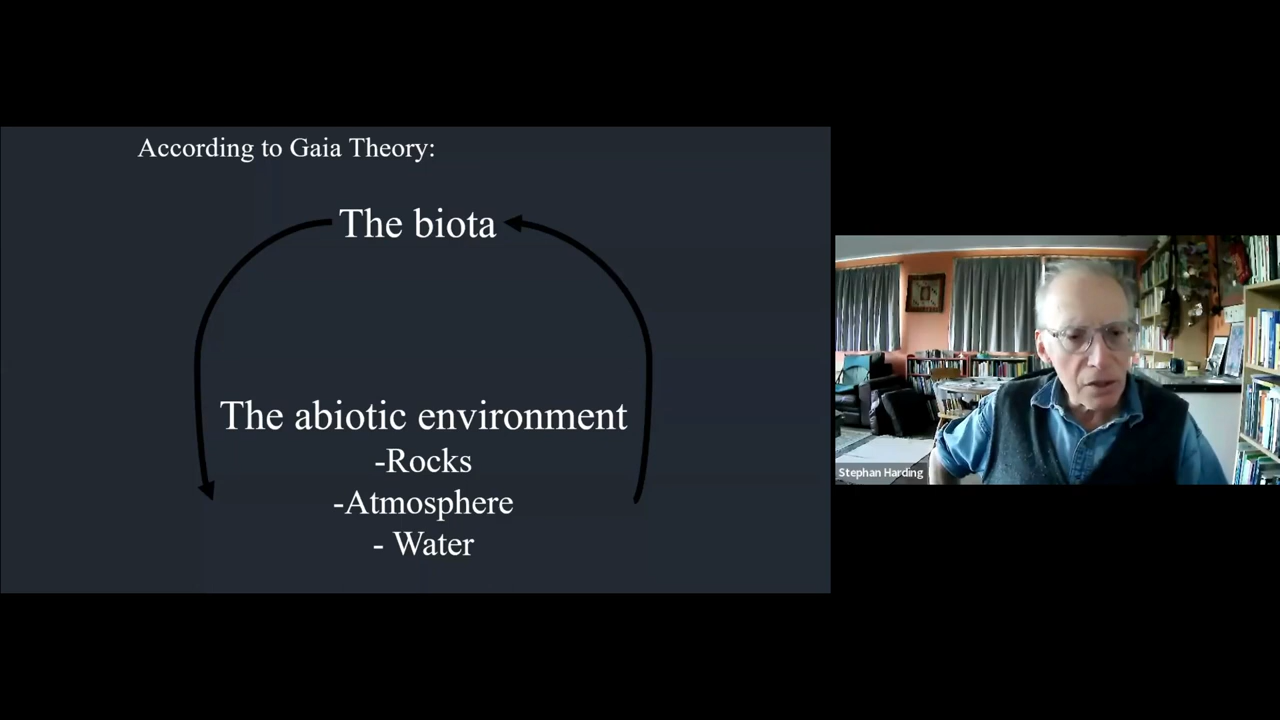 According to Gaia Theory:
The biota
The abiotic environment
-Rocks
-Atmosphere
- Water
Stephan Harding